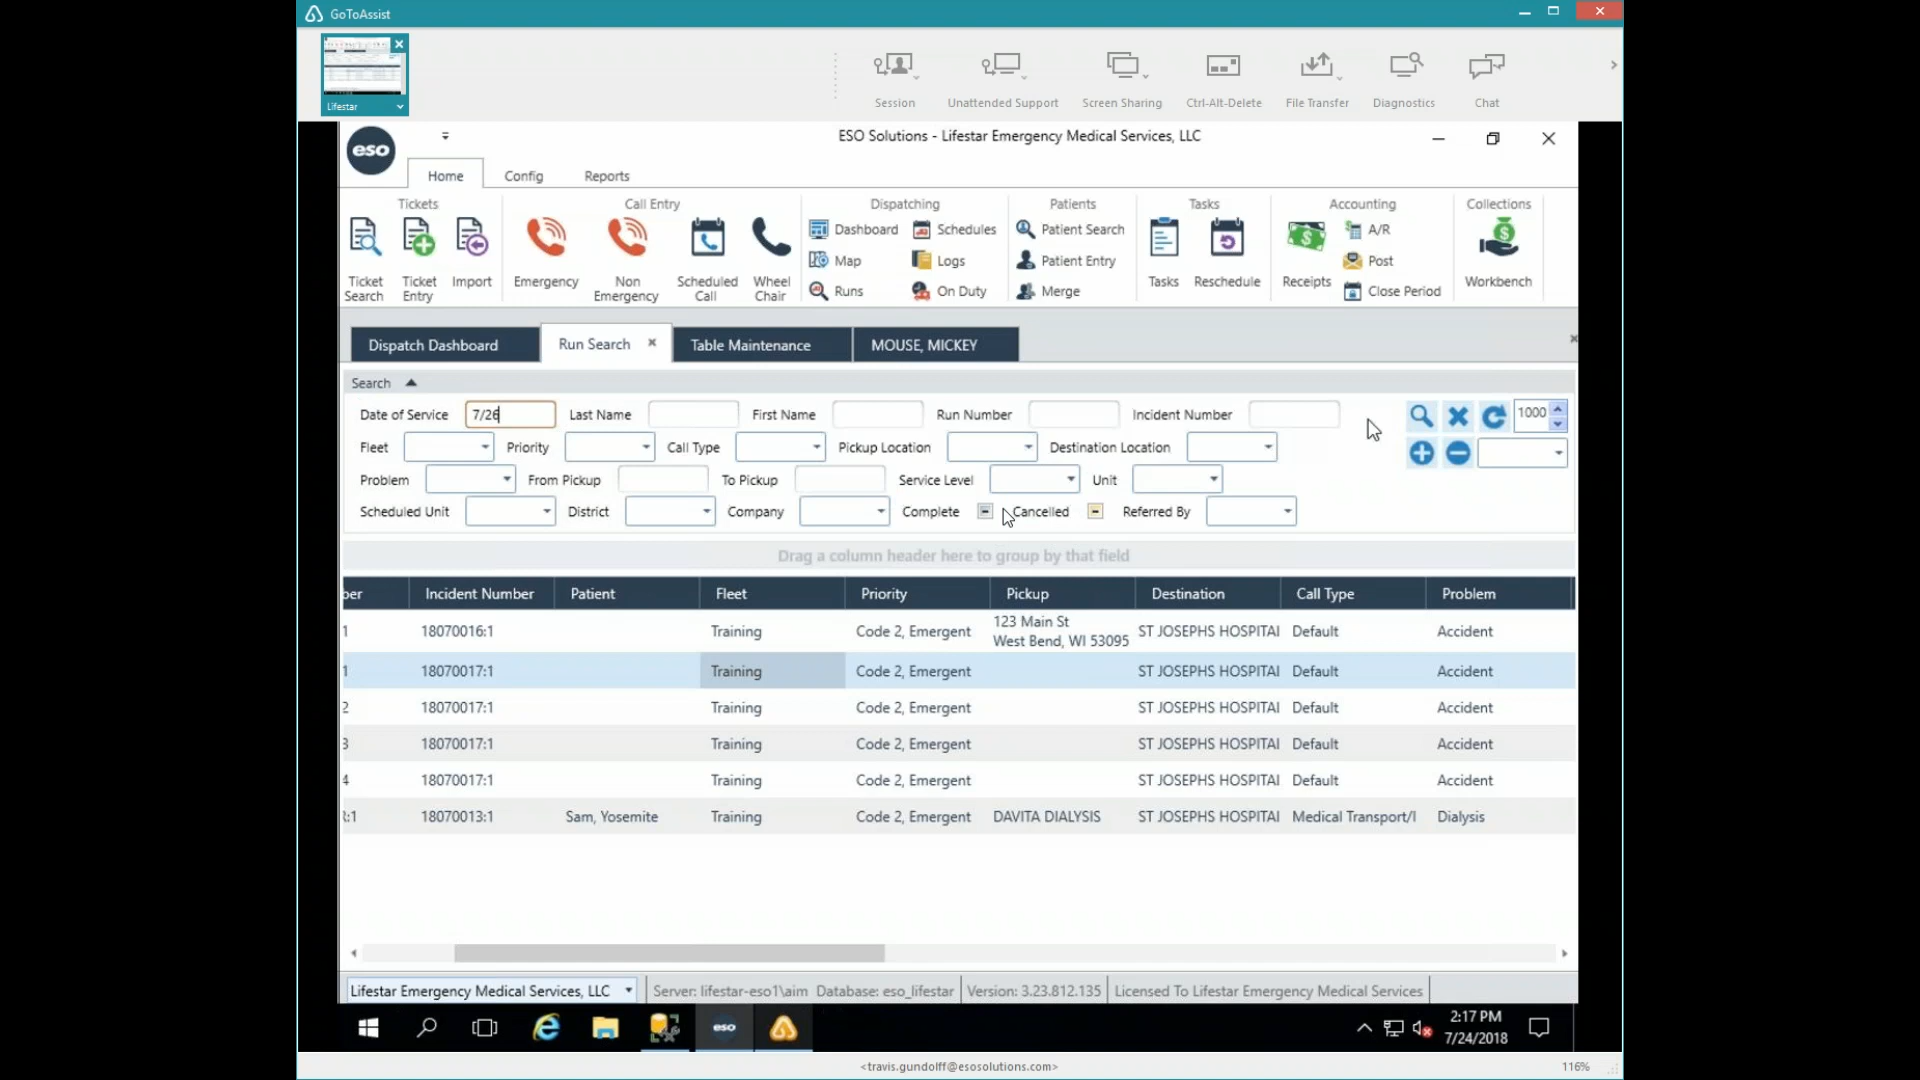 GoToAssist
Lifestar
Session
Unattended Support
Screen Sharing
Ctrl-Alt-Delete
File Transfer
Diagnostics
Chat
eso
ESO Solutions - Lifestar Emergency Medical Services, LLC
Home
Config
Reports
Tickets
Call Entry
Dispatching
Patients
Tasks
Accounting
Collections
Ticket Search
Ticket Entry
Import
Emergency
Non Emergency
Scheduled Call
Wheel Chair
Dashboard
Schedules
Map
Logs
Runs
On Duty
Patient Search
Patient Entry
Merge
Tasks
Reschedule
Receipts
A/R
Post
Close Period
Workbench
Dispatch Dashboard
Run Search
Table Maintenance
MOUSE, MICKEY
Search
Date of Service 7/26 Last Name First Name Run Number Incident Number 1000
Fleet Priority Call Type Pickup Location Destination Location
Problem From Pickup To Pickup Service Level Unit
Scheduled Unit District Company Complete Cancelled Referred By
Drag a column header here to group by that field
ber Incident Number Patient Fleet Priority Pickup Destination Call Type Problem
1 18070016:1 Training Code 2, Emergent 123 Main St West Bend, WI 53095 ST JOSEPHS HOSPITAL Default Accident
1 18070017:1 Training Code 2, Emergent ST JOSEPHS HOSPITAL Default Accident
2 18070017:1 Training Code 2, Emergent ST JOSEPHS HOSPITAL Default Accident
3 18070017:1 Training Code 2, Emergent ST JOSEPHS HOSPITAL Default Accident
4 18070017:1 Training Code 2, Emergent ST JOSEPHS HOSPITAL Default Accident
:1 18070013:1 Sam, Yosemite Training Code 2, Emergent DAVITA DIALYSIS ST JOSEPHS HOSPITAL Medical Transport/I Dialysis
Lifestar Emergency Medical Services, LLC
Server: lifestar-eso1\aim Database: eso_lifestar
Version: 3.23.812.135
Licensed To Lifestar Emergency Medical Services
eso
2:17 PM
7/24/2018
<travis.gundolff@esosolutions.com>
116%